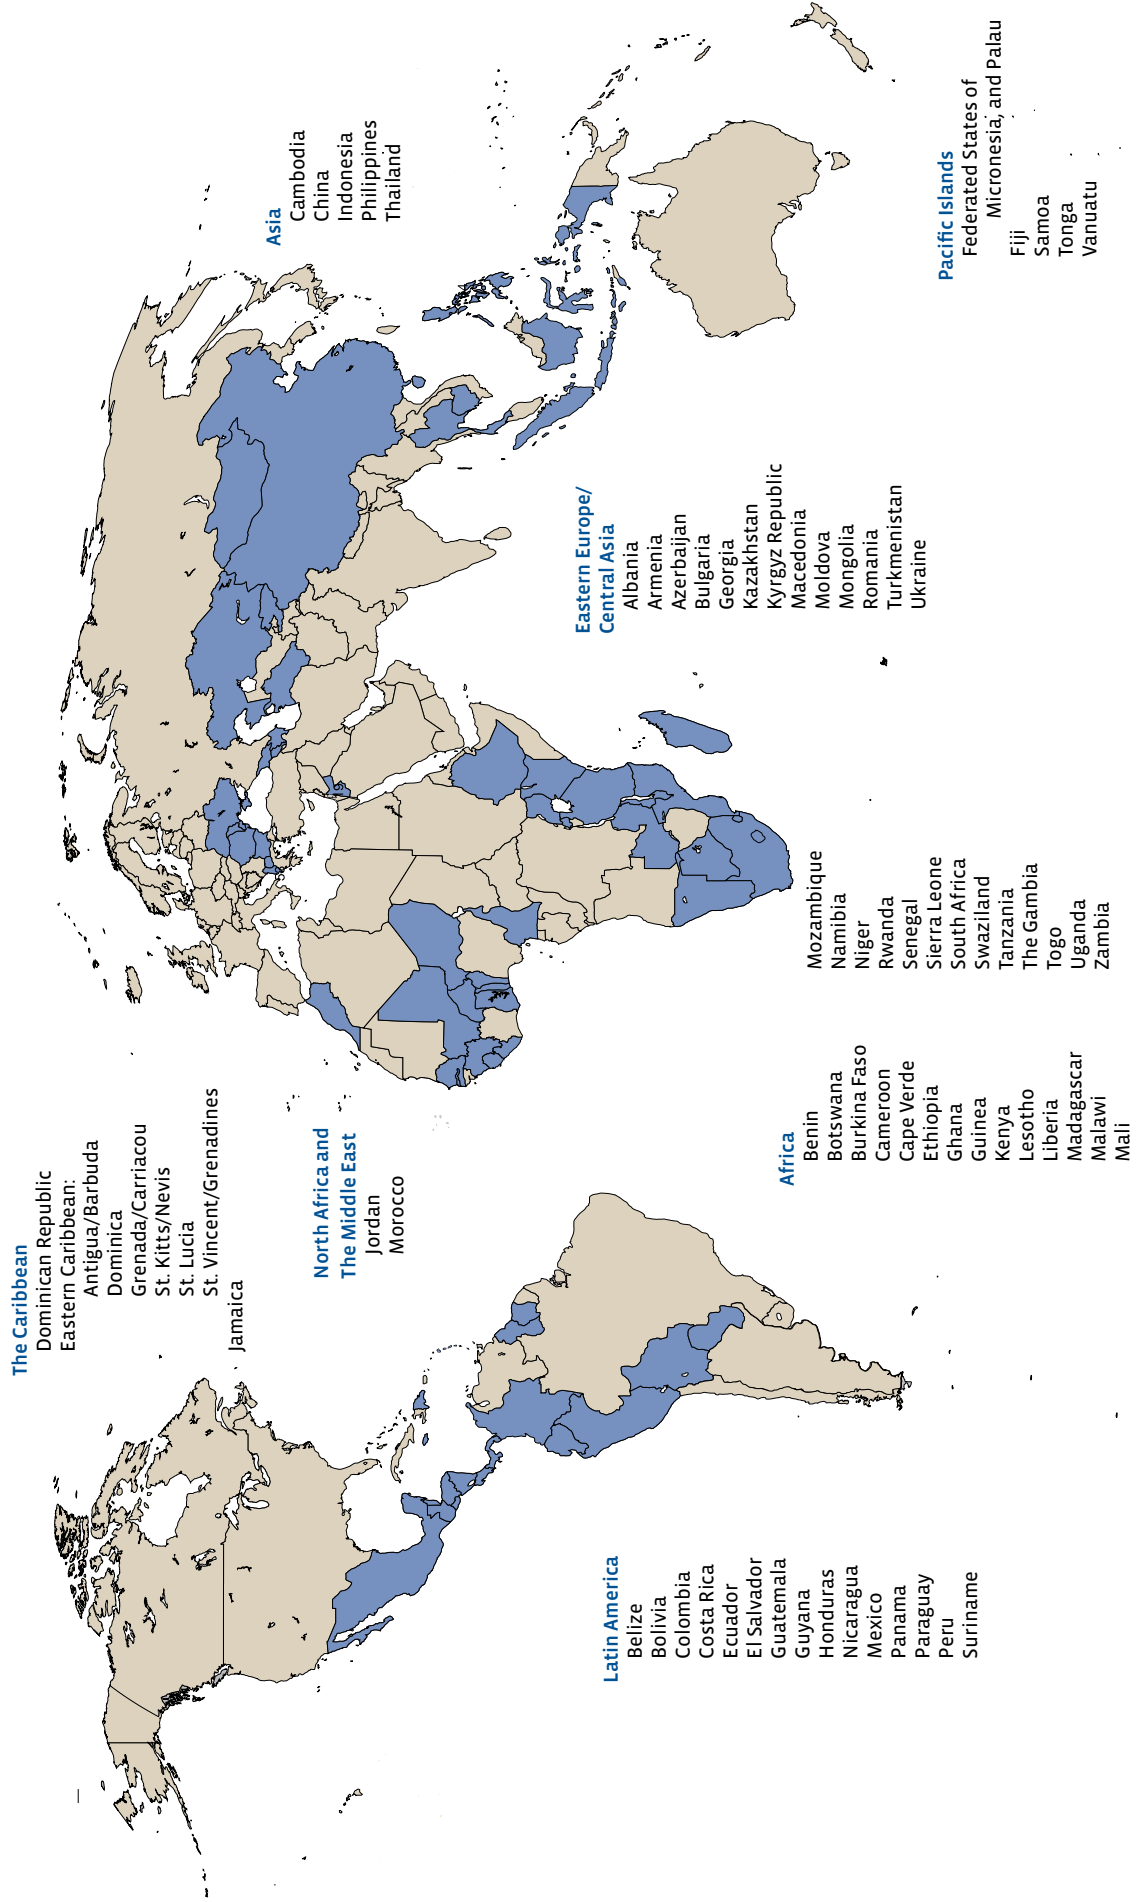 The Caribbean
Dominican Republic
Eastern Caribbean:
Antigua/Barbuda
Dominica
Grenada/Carriacou
St. Kitts/Nevis
St. Lucia
St. Vincent/Grenadines
Jamaica
North Africa and
The Middle East
Jordan
Morocco
Asia
Cambodia
China
Indonesia
Philippines
Thailand
Latin America
Belize
Bolivia
Colombia
Costa Rica
Ecuador
El Salvador
Guatemala
Guyana
Honduras
Nicaragua
Mexico
Panama
Paraguay
Peru
Suriname
Africa
Benin
Botswana
Burkina Faso
Cameroon
Cape Verde
Ethiopia
Ghana
Guinea
Kenya
Lesotho
Liberia
Madagascar
Malawi
Mali
Mozambique
Namibia
Niger
Rwanda
Senegal
Sierra Leone
South Africa
Swaziland
Tanzania
The Gambia
Togo
Uganda
Zambia
Eastern Europe/
Central Asia
Albania
Armenia
Azerbaijan
Bulgaria
Georgia
Kazakhstan
Kyrgyz Republic
Macedonia
Moldova
Mongolia
Romania
Turkmenistan
Ukraine
Pacific Islands
Federated States of
Micronesia, and Palau
Fiji
Samoa
Tonga
Vanuatu